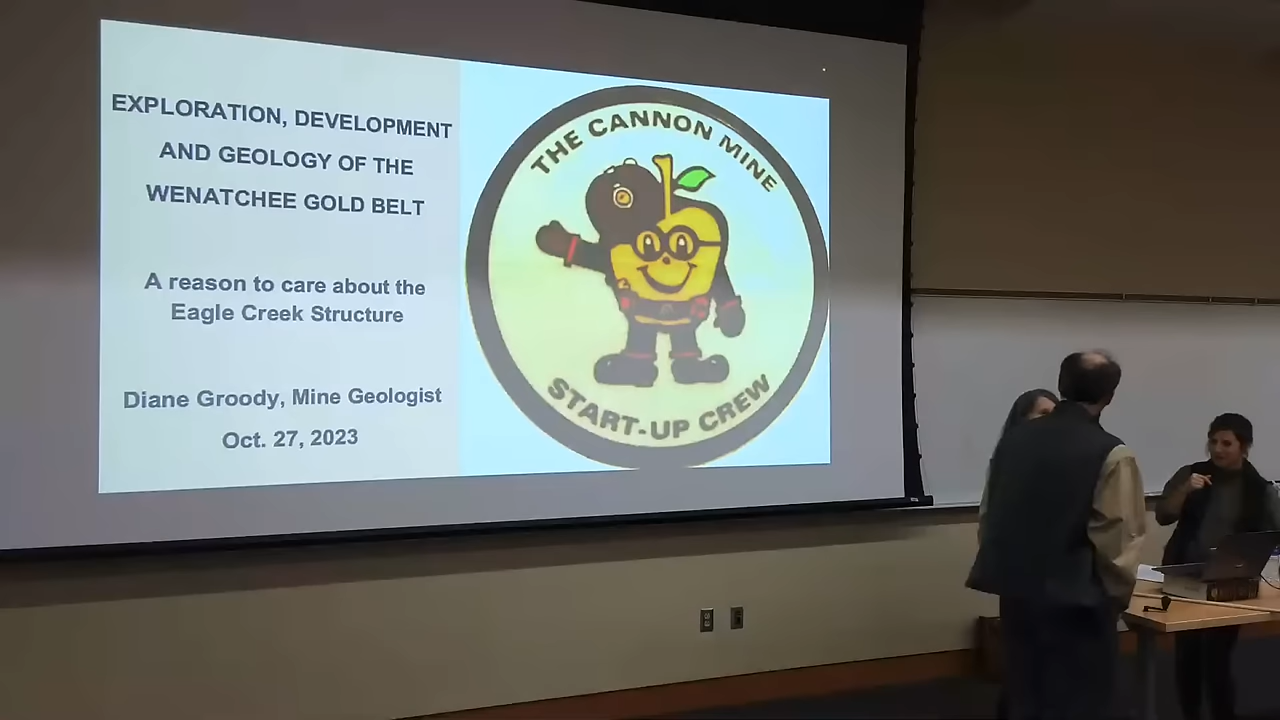 EXPLORATION, DEVELOPMENT
AND GEOLOGY OF THE
WENATCHEE GOLD BELT
A reason to care about the
Eagle Creek Structure
Diane Groody, Mine Geologist
Oct. 27, 2023
THE CANNON MINE
START-UP CREW